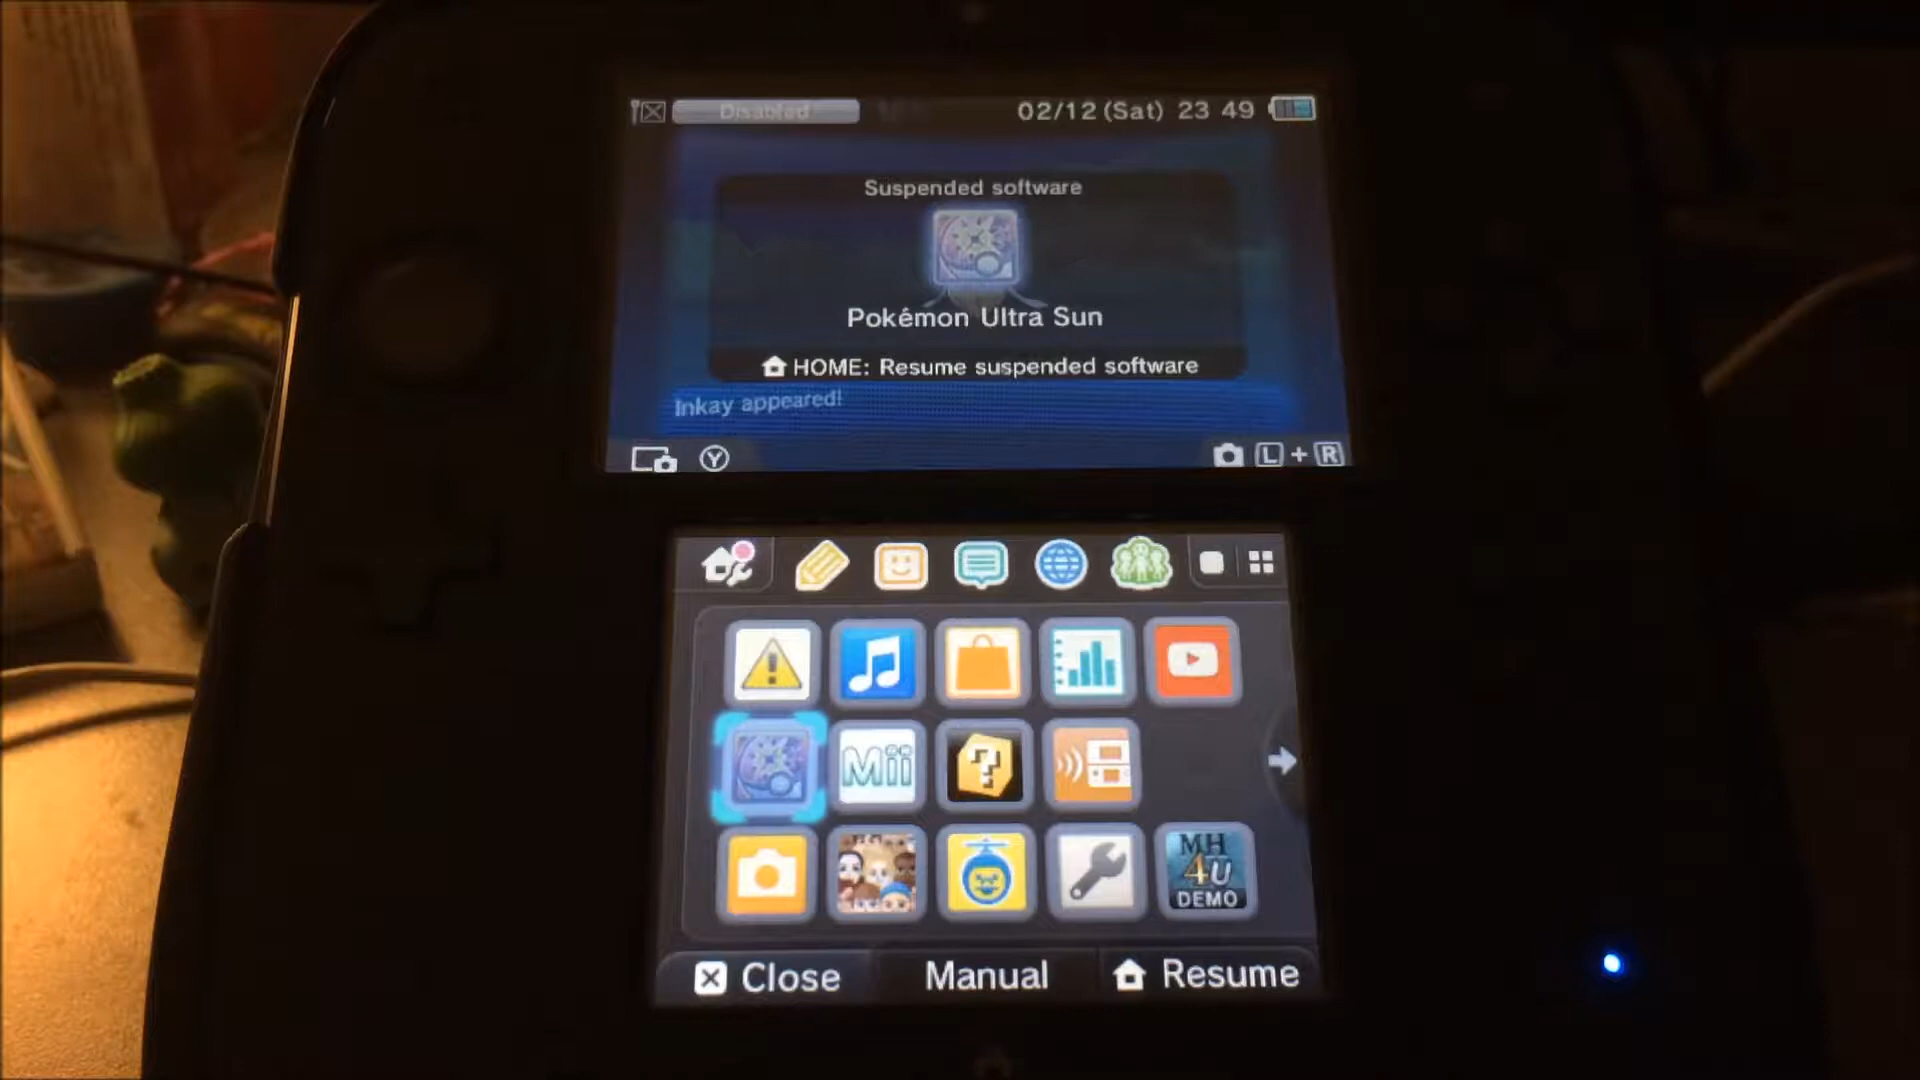 Disabled
02/12 (Sat) 23 49
Suspended software
Pokémon Ultra Sun
HOME: Resume suspended software
Inkay appeared!
Y
L + R
Mii
?
MH
4U
DEMO
Close
Manual
Resume